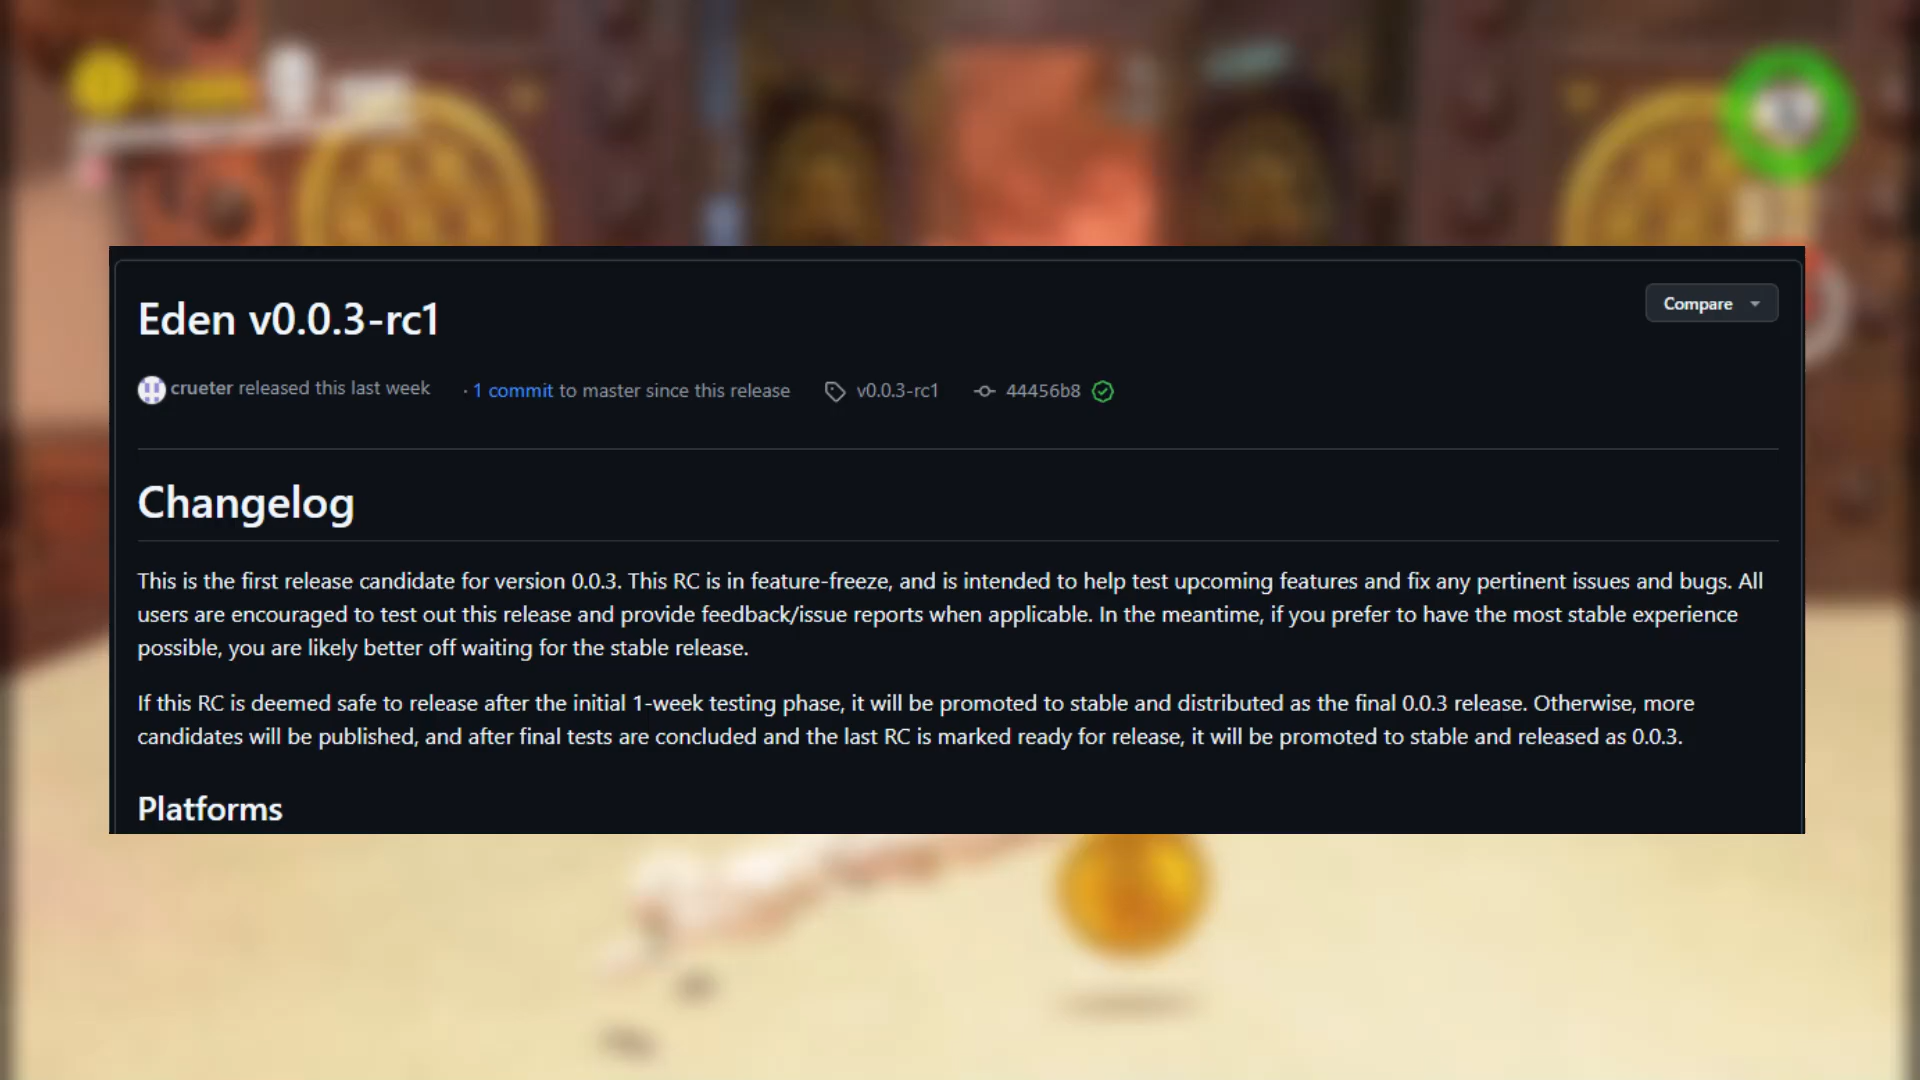 Eden v0.0.3-rc1
Compare
crueter released this last week · 1 commit to master since this release v0.0.3-rc1 44456b8
Changelog
This is the first release candidate for version 0.0.3. This RC is in feature-freeze, and is intended to help test upcoming features and fix any pertinent issues and bugs. All
users are encouraged to test out this release and provide feedback/issue reports when applicable. In the meantime, if you prefer to have the most stable experience
possible, you are likely better off waiting for the stable release.
If this RC is deemed safe to release after the initial 1-week testing phase, it will be promoted to stable and distributed as the final 0.0.3 release. Otherwise, more
candidates will be published, and after final tests are concluded and the last RC is marked ready for release, it will be promoted to stable and released as 0.0.3.
Platforms